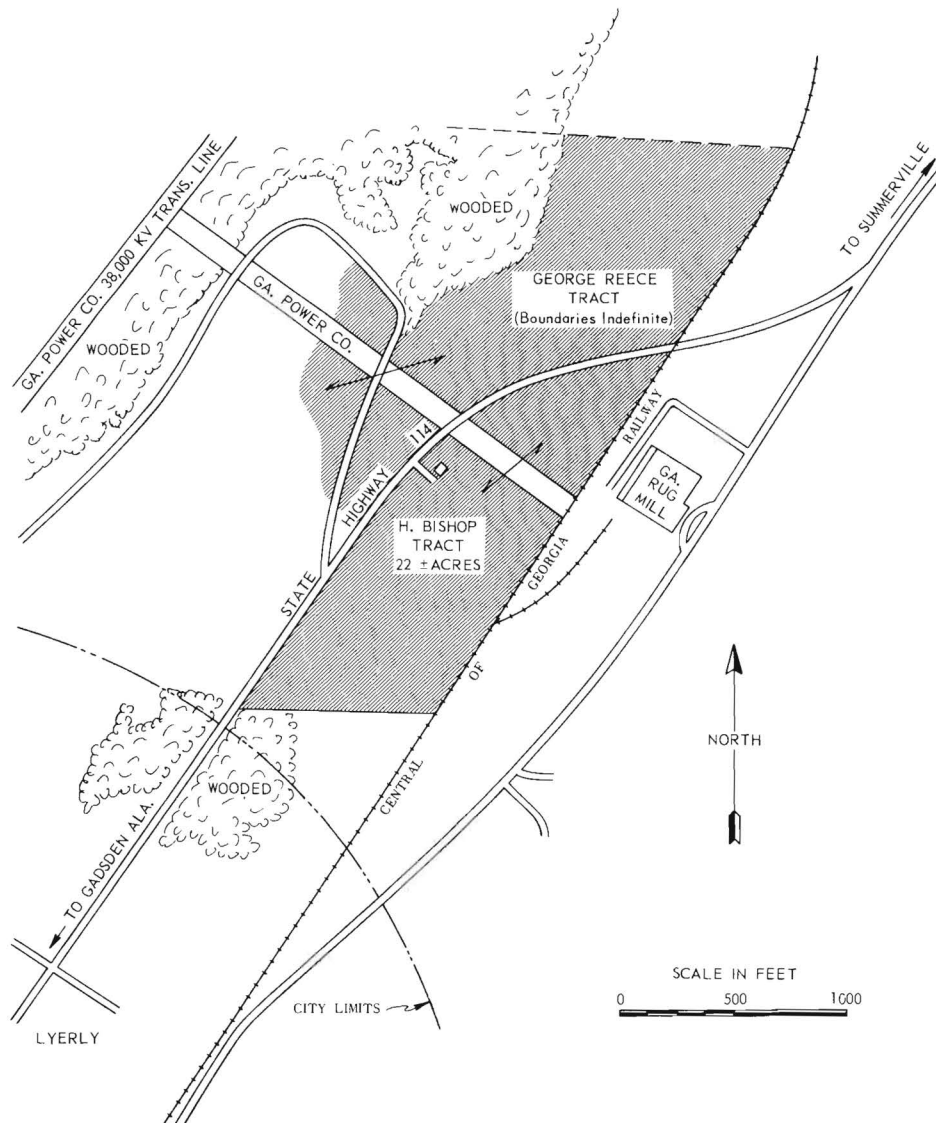 GA. POWER CO. 38,000 KV TRANS. LINE
WOODED
WOODED
TO SUMMERVILLE
GEORGE REECE
TRACT
(Boundaries Indefinite)
GA. POWER CO.
WOODED
STATE HIGHWAY 114
GA.
RUG
MILL
H. BISHOP
TRACT
22 ± ACRES
CENTRAL OF GEORGIA RAILWAY
NORTH
WOODED
TO GADSDEN ALA.
SCALE IN FEET
0 500 1000
CITY LIMITS
LYERLY